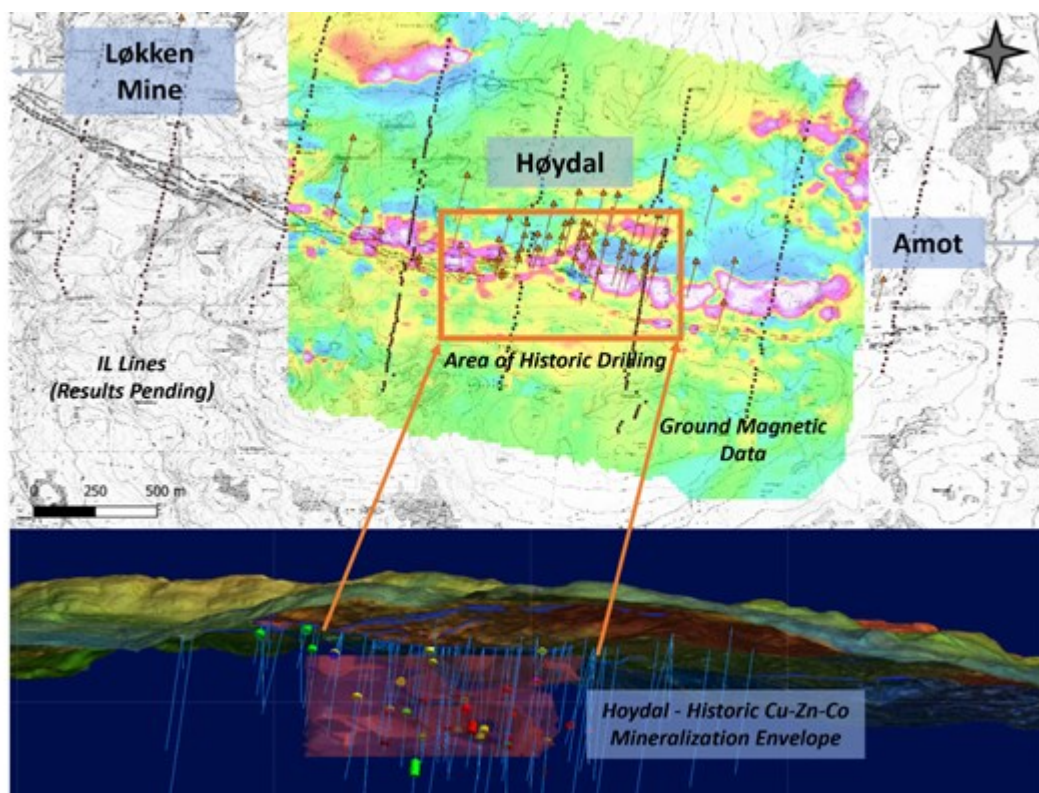 Løkken
Mine
Høydal
Amot
IL Lines
(Results Pending)
Area of Historic Drilling
Ground Magnetic
Data
0 250 500 m
Hoydal - Historic Cu-Zn-Co
Mineralization Envelope